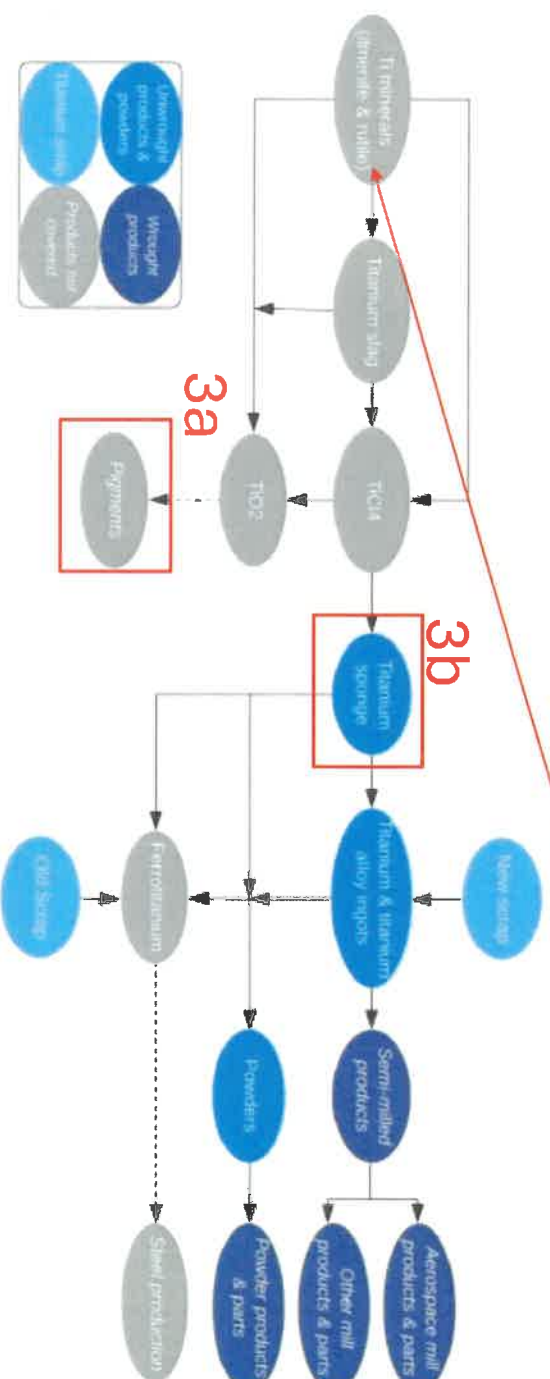 New scrap
3b
Aerospace mill
products & parts
Ti minerals
(ilmenite & rutile)
Titanium slag
TiCl4
Titanium
sponge
Titanium & titanium
alloy ingots
Semi-milled
products
Other mill
products & parts
TiO2
Powders
Powder products
& parts
3a
Pigments
Ferrotitanium
Steel production
Old Scrap
Unwrought
products &
powders
Wrought
products
Titanium scrap
Products not
covered